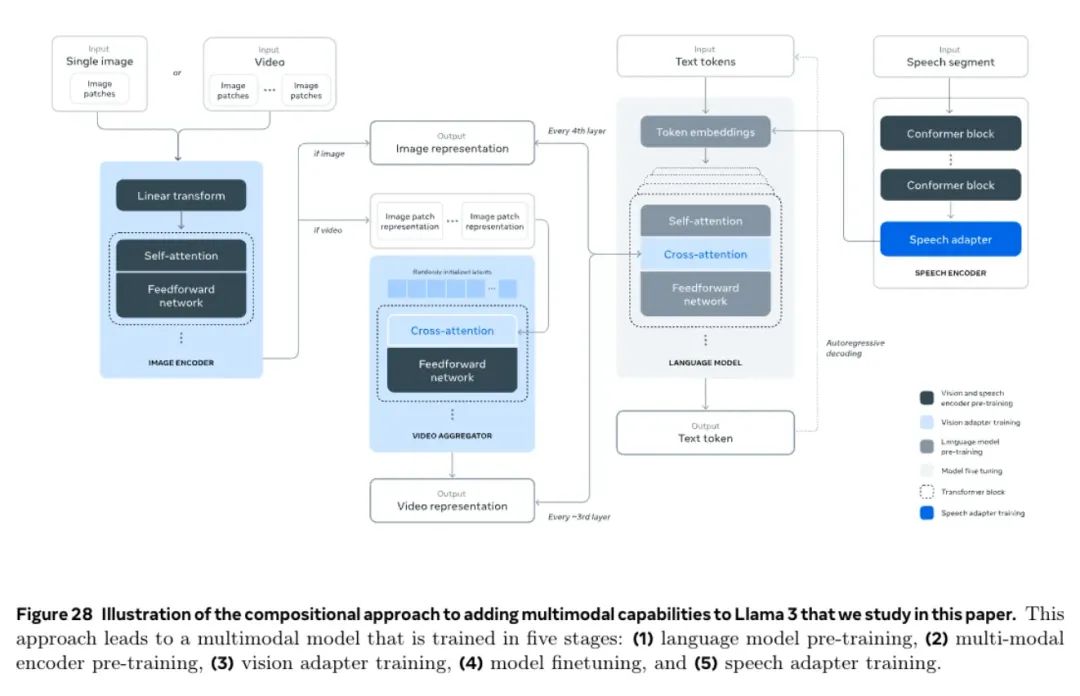 Input
Single image
Image
patches
or
Input
Video
Image
patches
...
Image
patches
Linear transform
Self-attention
Feedforward
network
IMAGE ENCODER
if image
if video
Output
Image representation
Image patch
representation
...
Image patch
representation
Randomly initialized latents
...
Cross-attention
Feedforward
network
VIDEO AGGREGATOR
Output
Video representation
Every 4th layer
Every ~3rd layer
Input
Text tokens
Token embeddings
Self-attention
Cross-attention
Feedforward
network
LANGUAGE MODEL
Output
Text token
Autoregressive
decoding
Input
Speech segment
Conformer block
Conformer block
Speech adapter
SPEECH ENCODER
Vision and speech
encoder pre-training
Vision adapter training
Language model
pre-training
Model fine tuning
Transformer block
Speech adapter training
Figure 28 Illustration of the compositional approach to adding multimodal capabilities to Llama 3 that we study in this paper. This
approach leads to a multimodal model that is trained in five stages: (1) language model pre-training, (2) multi-modal
encoder pre-training, (3) vision adapter training, (4) model finetuning, and (5) speech adapter training.